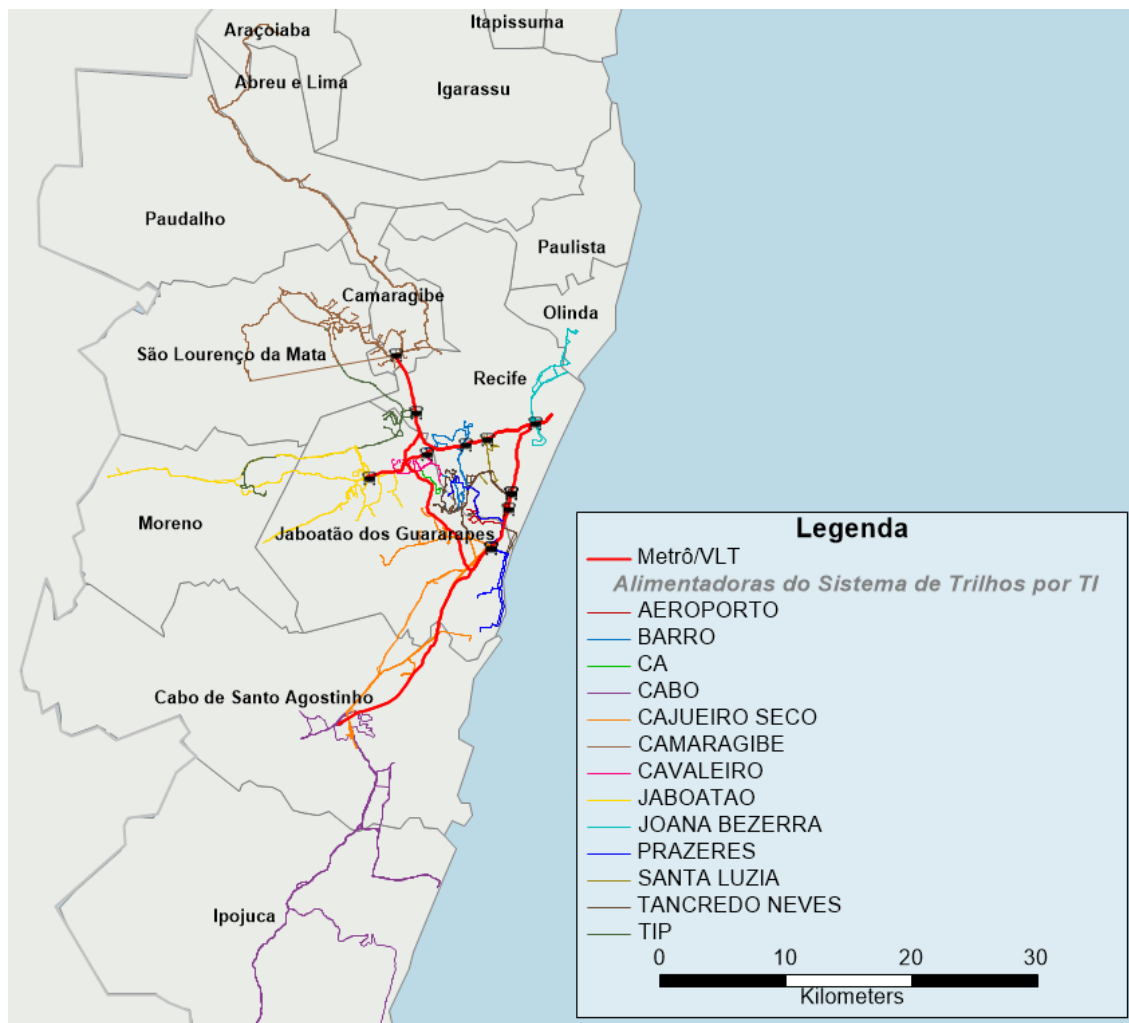 Araçoiaba
Itapissuma
Abreu e Lima
Igarassu
Paudalho
Paulista
Camaragibe
Olinda
São Lourenço da Mata
Recife
Moreno
Jaboatão dos Guararapes
Cabo de Santo Agostinho
Ipojuca
Legenda
Metrô/VLT
Alimentadoras do Sistema de Trilhos por TI
AEROPORTO
BARRO
CA
CABO
CAJUEIRO SECO
CAMARAGIBE
CAVALEIRO
JABOATAO
JOANA BEZERRA
PRAZERES
SANTA LUZIA
TANCREDO NEVES
TIP
0 10 20 30
Kilometers